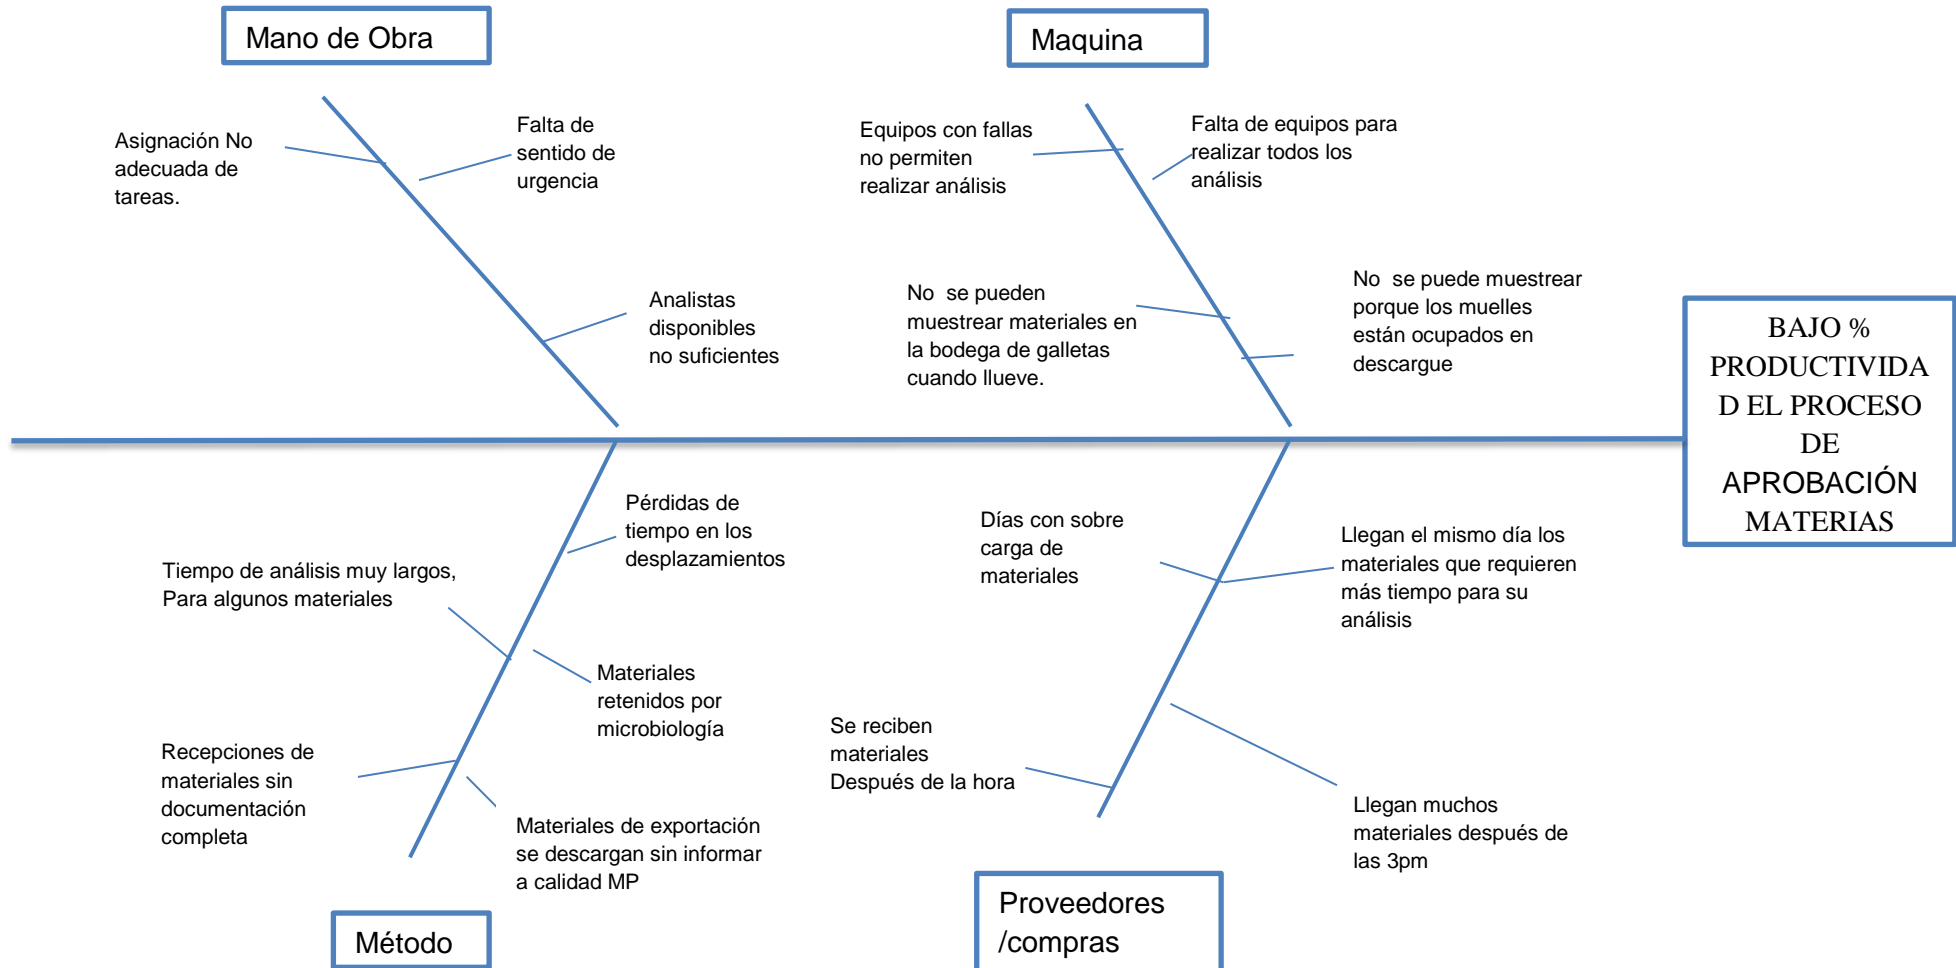 Mano de Obra
Maquina
Asignación No
adecuada de
tareas.
Falta de
sentido de
urgencia
Analistas
disponibles
no suficientes
Equipos con fallas
no permiten
realizar análisis
Falta de equipos para
realizar todos los
análisis
No  se pueden
muestrear materiales en
la bodega de galletas
cuando llueve.
No  se puede muestrear
porque los muelles
están ocupados en
descargue
BAJO %
PRODUCTIVIDA
D EL PROCESO
DE
APROBACIÓN
MATERIAS
Pérdidas de
tiempo en los
desplazamientos
Tiempo de análisis muy largos,
Para algunos materiales
Materiales
retenidos por
microbiología
Recepciones de
materiales sin
documentación
completa
Materiales de exportación
se descargan sin informar
a calidad MP
Días con sobre
carga de
materiales
Llegan el mismo día los
materiales que requieren
más tiempo para su
análisis
Se reciben
materiales
Después de la hora
Llegan muchos
materiales después de
las 3pm
Método
Proveedores
/compras